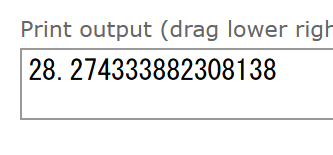 Print output (drag lower righ
28.274333882308138